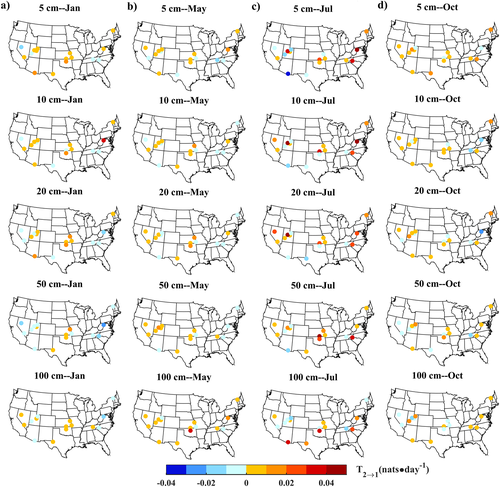 a) 5 cm--Jan b) 5 cm--May c) 5 cm--Jul d) 5 cm--Oct
10 cm--Jan 10 cm--May 10 cm--Jul 10 cm--Oct
20 cm--Jan 20 cm--May 20 cm--Jul 20 cm--Oct
50 cm--Jan 50 cm--May 50 cm--Jul 50 cm--Oct
100 cm--Jan 100 cm--May 100 cm--Jul 100 cm--Oct
T2→1(nats•day-1)
-0.04 -0.02 0 0.02 0.04